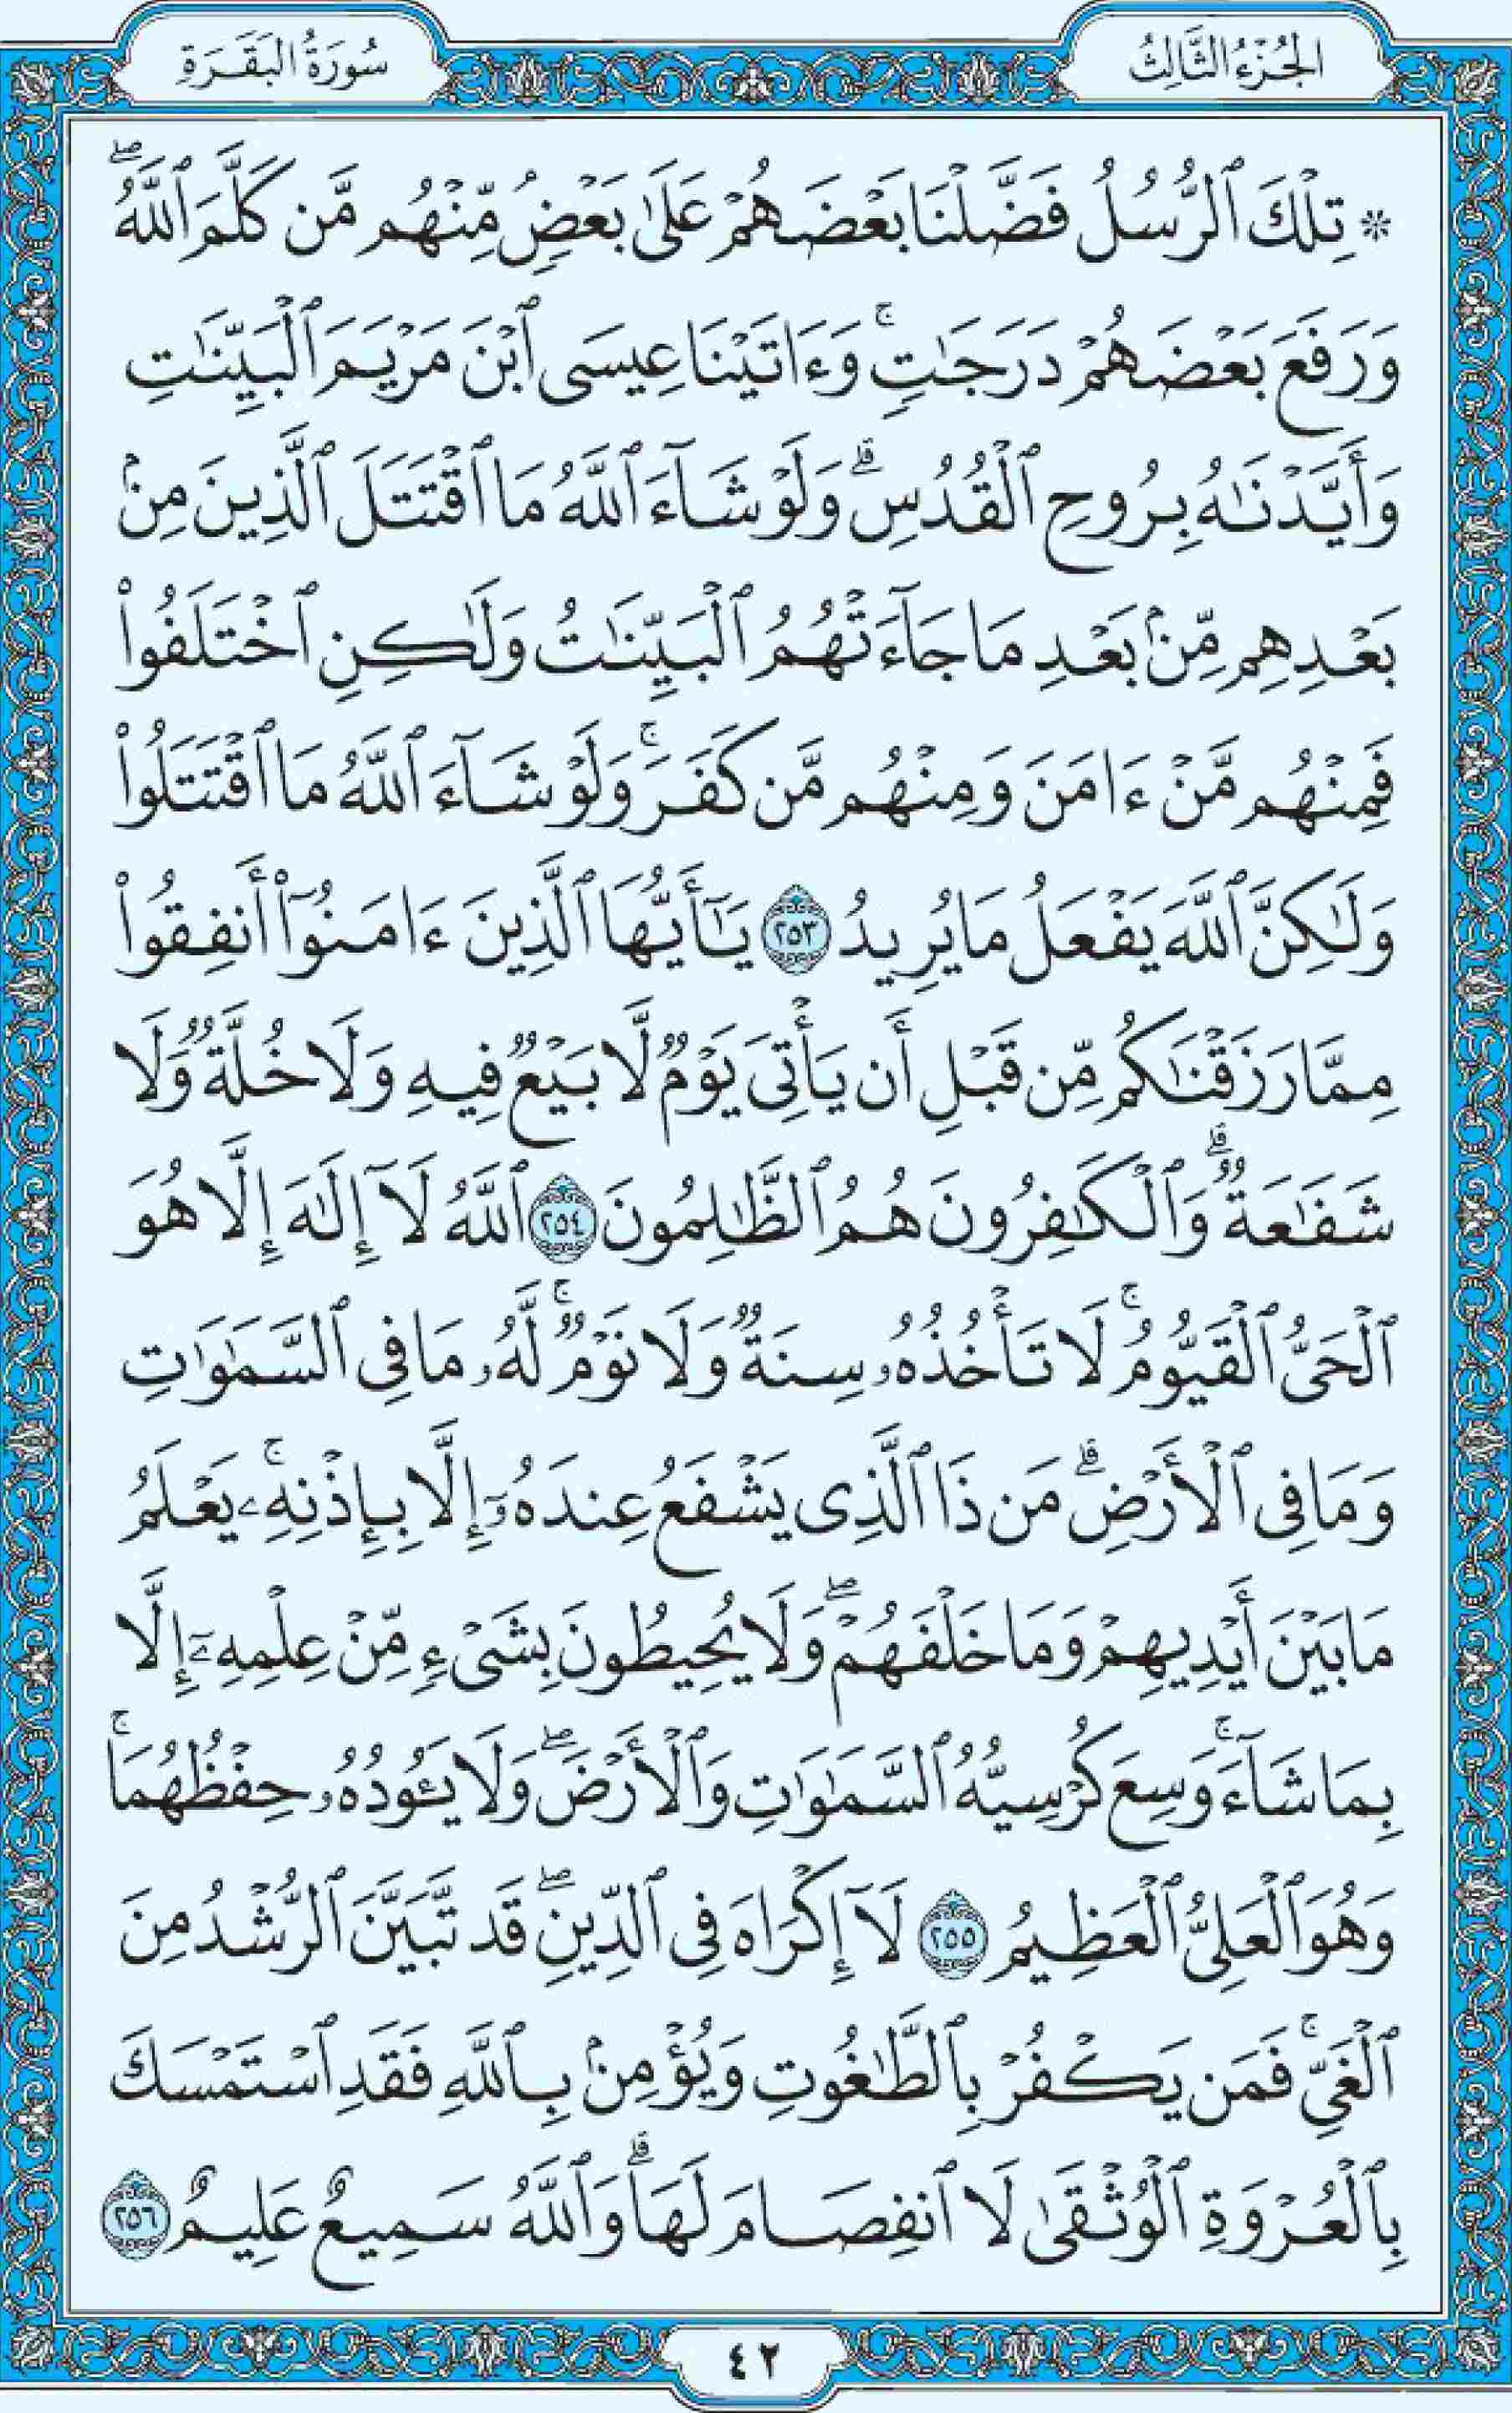 الجُزْءُ الثَّالِثُ
سُورَةُ البَقَرَةِ
۞ تِلْكَ ٱلرُّسُلُ فَضَّلْنَا بَعْضَهُمْ عَلَىٰ بَعْضٍۘ مِّنْهُم مَّن كَلَّمَ ٱللَّهُۖ
وَرَفَعَ بَعْضَهُمْ دَرَجَٰتٍۚ وَءَاتَيْنَا عِيسَى ٱبْنَ مَرْيَمَ ٱلْبَيِّنَٰتِ
وَأَيَّدْنَٰهُ بِرُوحِ ٱلْقُدُسِۗ وَلَوْ شَآءَ ٱللَّهُ مَا ٱقْتَتَلَ ٱلَّذِينَ مِنۢ
بَعْدِهِم مِّنۢ بَعْدِ مَا جَآءَتْهُمُ ٱلْبَيِّنَٰتُ وَلَٰكِنِ ٱخْتَلَفُوا۟
فَمِنْهُم مَّنْ ءَامَنَ وَمِنْهُم مَّن كَفَرَۚ وَلَوْ شَآءَ ٱللَّهُ مَا ٱقْتَتَلُوا۟
وَلَٰكِنَّ ٱللَّهَ يَفْعَلُ مَا يُرِيدُ ٢٥٣ يَٰٓأَيُّهَا ٱلَّذِينَ ءَامَنُوٓا۟ أَنفِقُوا۟
مِمَّا رَزَقْنَٰكُم مِّن قَبْلِ أَن يَأْتِىَ يَوْمٌ لَّا بَيْعٌ فِيهِ وَلَا خُلَّةٌ وَلَا
شَفَٰعَةٌۗ وَٱلْكَٰفِرُونَ هُمُ ٱلظَّٰلِمُونَ ٢٥٤ ٱللَّهُ لَآ إِلَٰهَ إِلَّا هُوَ
ٱلْحَىُّ ٱلْقَيُّومُۚ لَا تَأْخُذُهُۥ سِنَةٌ وَلَا نَوْمٌۚ لَّهُۥ مَا فِى ٱلسَّمَٰوَٰتِ
وَمَا فِى ٱلْأَرْضِۗ مَن ذَا ٱلَّذِى يَشْفَعُ عِندَهُۥٓ إِلَّا بِإِذْنِهِۦۚ يَعْلَمُ
مَا بَيْنَ أَيْدِيهِمْ وَمَا خَلْفَهُمْۖ وَلَا يُحِيطُونَ بِشَىْءٍ مِّنْ عِلْمِهِۦٓ إِلَّا
بِمَا شَآءَۚ وَسِعَ كُرْسِيُّهُ ٱلسَّمَٰوَٰتِ وَٱلْأَرْضَۖ وَلَا يَـُٔودُهُۥ حِفْظُهُمَاۚ
وَهُوَ ٱلْعَلِىُّ ٱلْعَظِيمُ ٢٥٥ لَآ إِكْرَاهَ فِى ٱلدِّينِۖ قَد تَّبَيَّنَ ٱلرُّشْدُ مِنَ
ٱلْغَىِّۚ فَمَن يَكْفُرْ بِٱلطَّٰغُوتِ وَيُؤْمِنۢ بِٱللَّهِ فَقَدِ ٱسْتَمْسَكَ
بِٱلْعُرْوَةِ ٱلْوُثْقَىٰ لَا ٱنفِصَامَ لَهَاۗ وَٱللَّهُ سَمِيعٌ عَلِيمٌ ٢٥٦
٤٢